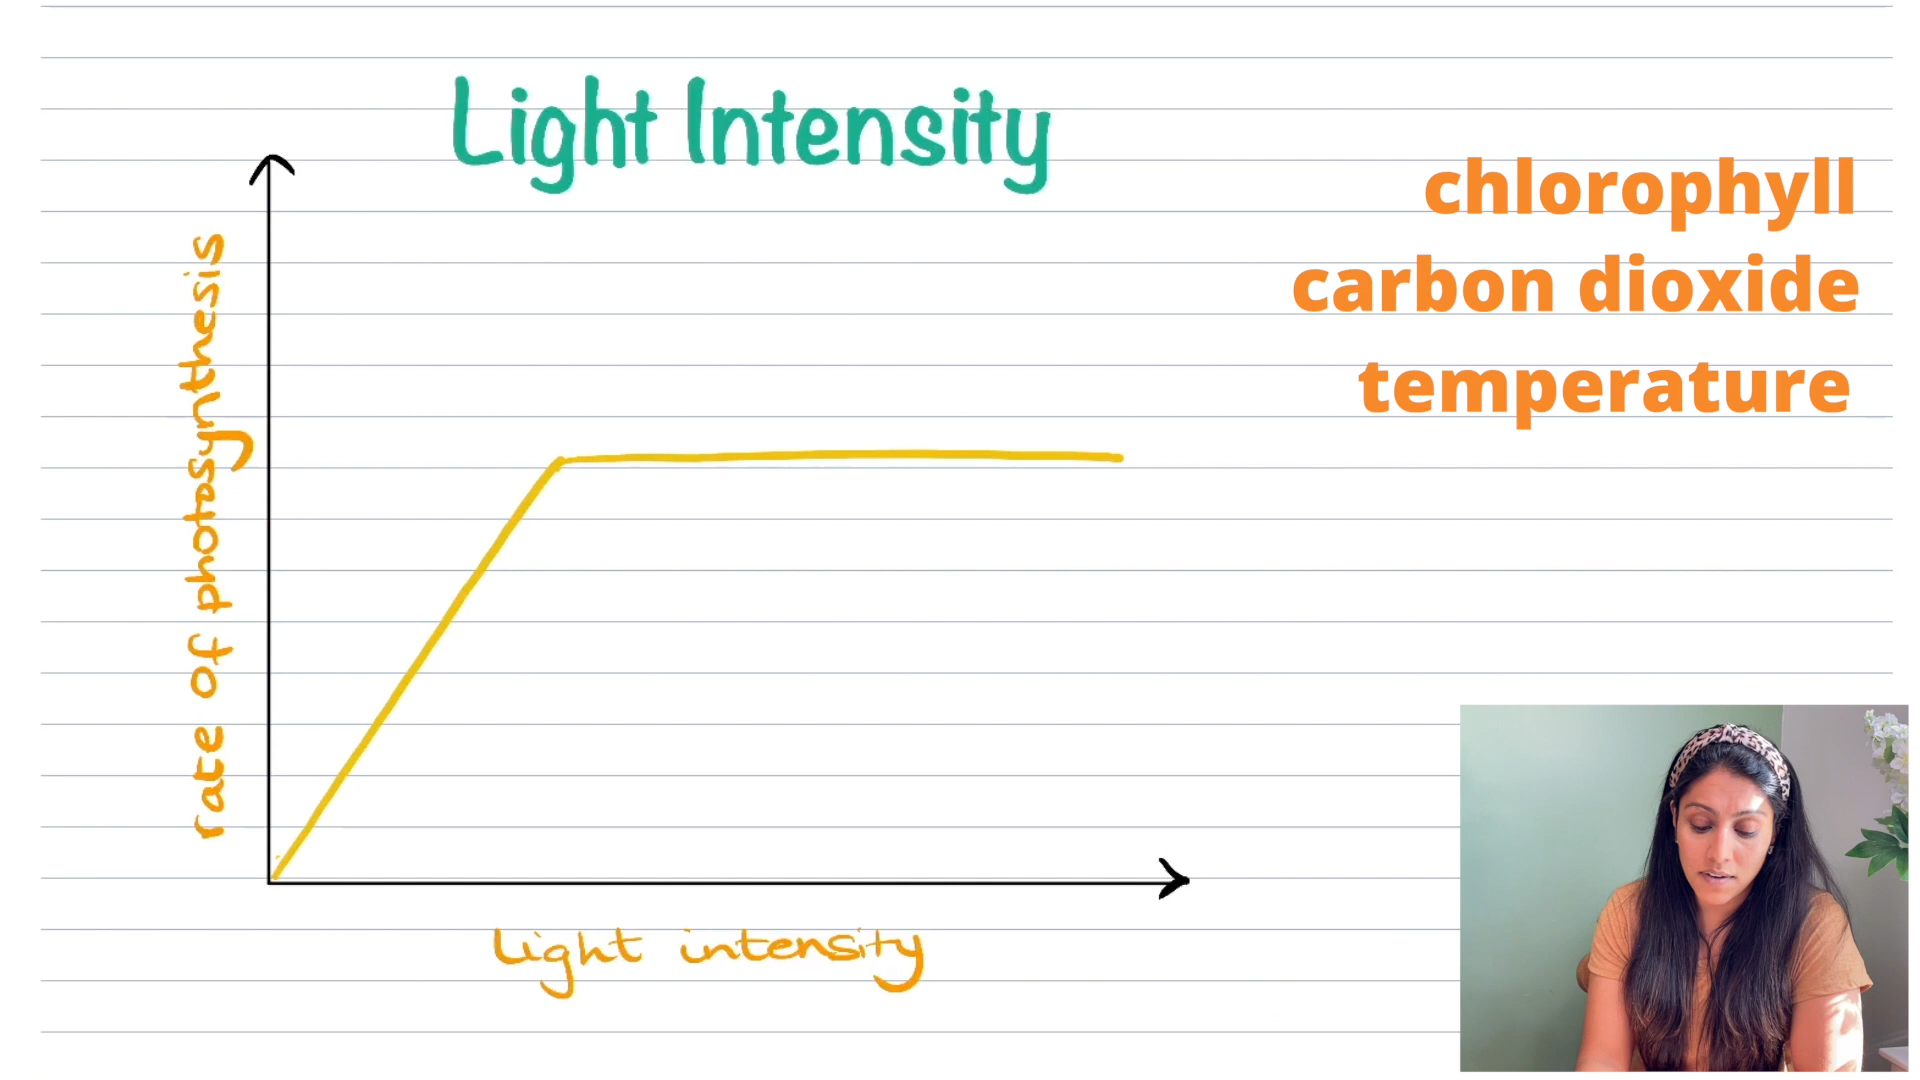 Light Intensity
chlorophyll
carbon dioxide
temperature
rate of photosynthesis
Light intensity